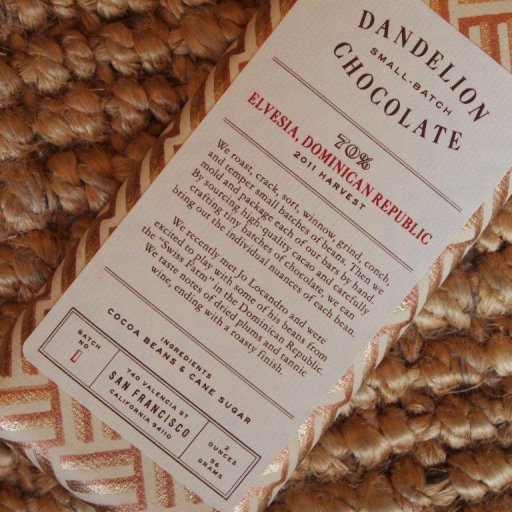 DANDELION
SMALL-BATCH
CHOCOLATE
70%
ELVESIA, DOMINICAN REPUBLIC
2011 HARVEST
We roast, crack, sort, winnow, grind, conch,
and temper small batches of beans. Then we
mold and package each of our bars by hand.
By sourcing high-quality cacao and carefully
crafting tiny batches of chocolate, we can
bring out the individual nuances of each bean.
We recently met Jo Locandro and were
excited to play with some of his beans from
the "Swiss Farm" in the Dominican Republic.
We taste notes of dried plums and tannic
wine, ending with a roasty finish.
INGREDIENTS
COCOA BEANS & CANE SUGAR
BATCH
NO
740 VALENCIA ST
SAN FRANCISCO
CALIFORNIA 94110
2
OUNCES
56
GRAMS